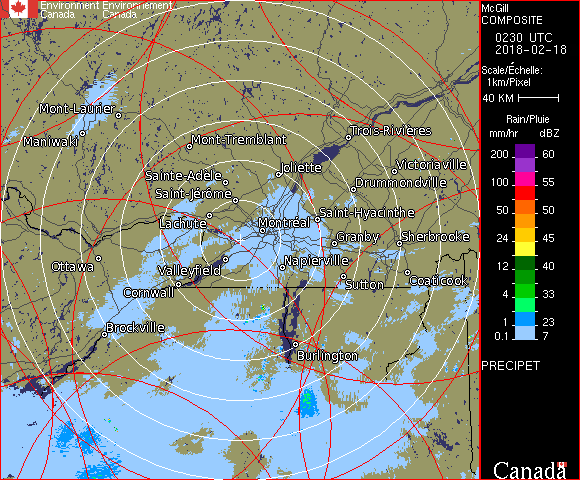 Environment Environnement
Canada Canada
McGill
COMPOSITE
0230 UTC
2018-02-18
Scale/Échelle:
1km/Pixel
40 KM
Rain/Pluie
mm/hr dBZ
200 60
100 55
50 50
24 45
12 40
4 33
2 30
1 23
0.1 7
PRECIPET
Canada
Mont-Laurier
Maniwaki
Mont-Tremblant
Trois-Rivières
Joliette
Victoriaville
Sainte-Adèle
Drummondville
Saint-Jérôme
Lachute
Saint-Hyacinthe
Montréal
Granby
Sherbrooke
Ottawa
Valleyfield
Napierville
Cornwall
Sutton
Coaticook
Brockville
Burlington